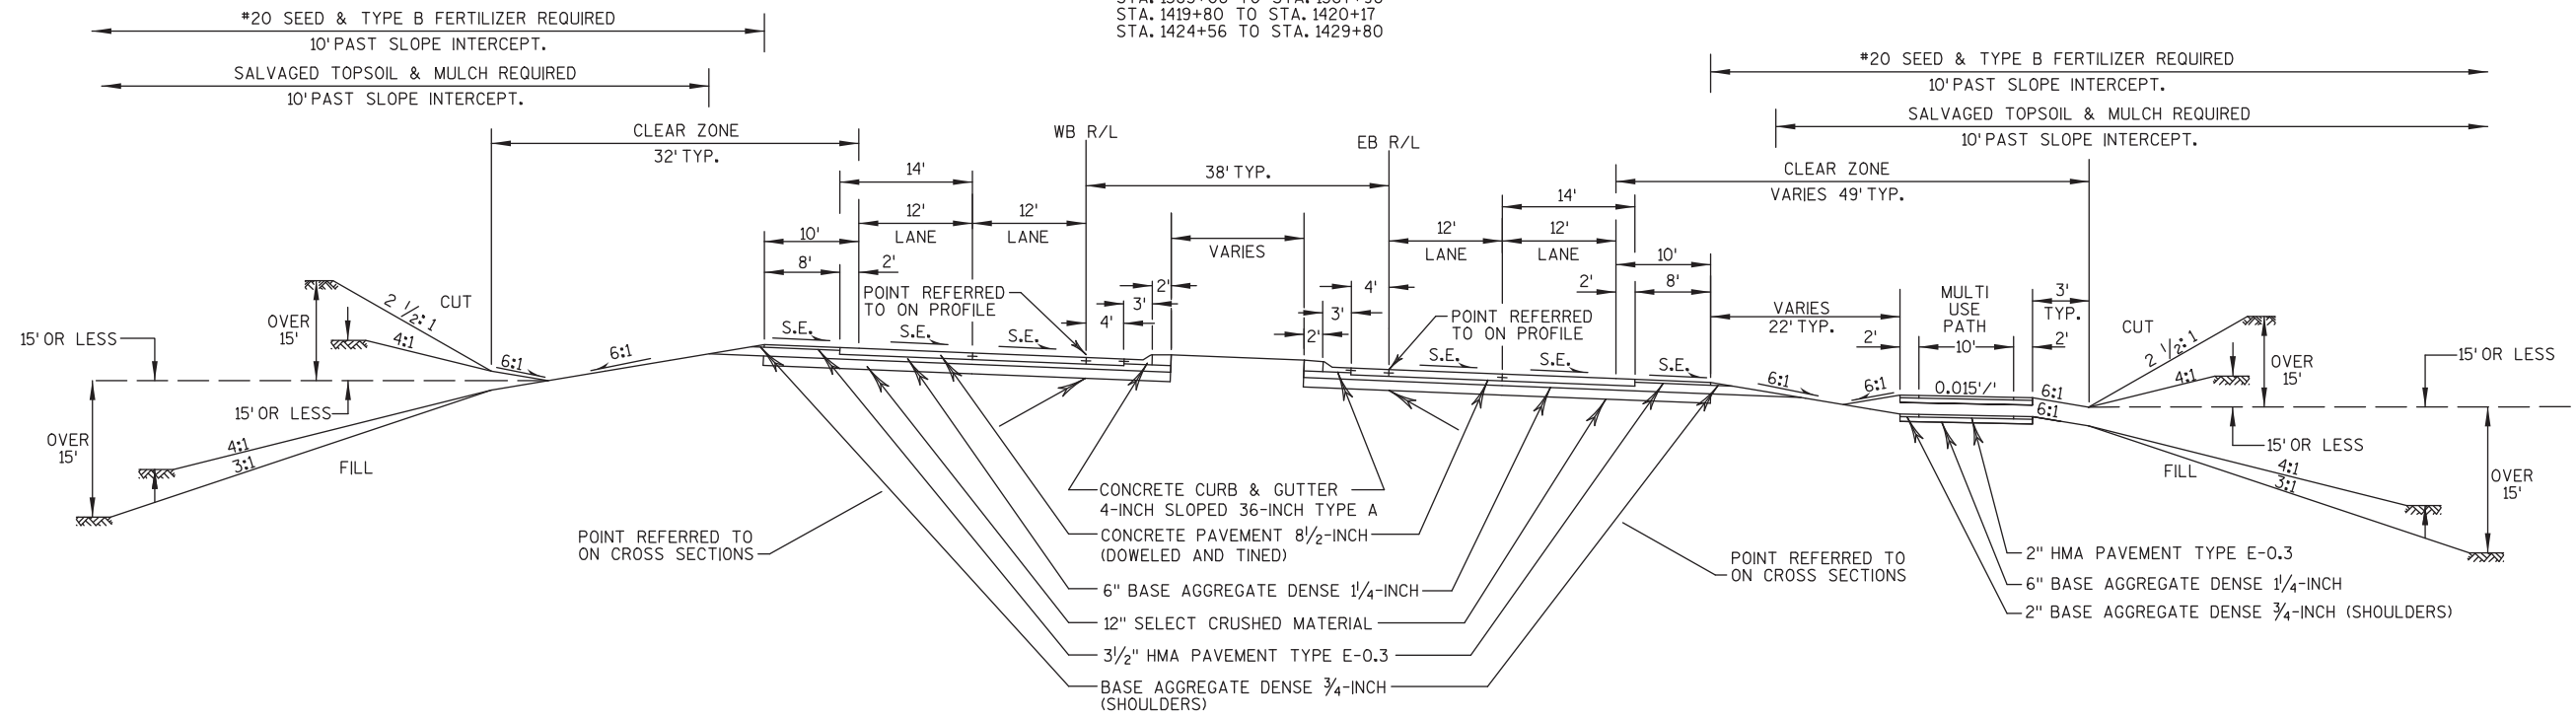 STA. 1419+80 TO STA. 1420+17
STA. 1424+56 TO STA. 1429+80
#20 SEED & TYPE B FERTILIZER REQUIRED
10' PAST SLOPE INTERCEPT.
SALVAGED TOPSOIL & MULCH REQUIRED
10' PAST SLOPE INTERCEPT.
#20 SEED & TYPE B FERTILIZER REQUIRED
10' PAST SLOPE INTERCEPT.
SALVAGED TOPSOIL & MULCH REQUIRED
10' PAST SLOPE INTERCEPT.
CLEAR ZONE
32' TYP.
WB R/L
EB R/L
38' TYP.
CLEAR ZONE
VARIES 49' TYP.
14'
12'
LANE
12'
LANE
10'
8'
2'
VARIES
2'
3'
4'
POINT REFERRED
TO ON PROFILE
S.E.
S.E.
S.E.
14'
12'
LANE
12'
LANE
10'
2'
8'
4'
3'
2'
POINT REFERRED
TO ON PROFILE
S.E.
S.E.
S.E.
VARIES
22' TYP.
MULTI
USE
PATH
2'
10'
2'
3'
TYP.
0.015'/'
6:1
6:1
6:1
6:1
CUT
2 1/2:1
4:1
OVER
15'
15' OR LESS
15' OR LESS
OVER
15'
4:1
3:1
FILL
OVER
15'
15' OR LESS
2 1/2:1
CUT
4:1
6:1
6:1
15' OR LESS
OVER
15'
4:1
3:1
FILL
POINT REFERRED TO
ON CROSS SECTIONS
CONCRETE CURB & GUTTER
4-INCH SLOPED 36-INCH TYPE A
CONCRETE PAVEMENT 8 1/2-INCH
(DOWELED AND TINED)
6" BASE AGGREGATE DENSE 1 1/4-INCH
12" SELECT CRUSHED MATERIAL
3 1/2" HMA PAVEMENT TYPE E-0.3
BASE AGGREGATE DENSE 3/4-INCH
(SHOULDERS)
POINT REFERRED TO
ON CROSS SECTIONS
2" HMA PAVEMENT TYPE E-0.3
6" BASE AGGREGATE DENSE 1 1/4-INCH
2" BASE AGGREGATE DENSE 3/4-INCH (SHOULDERS)